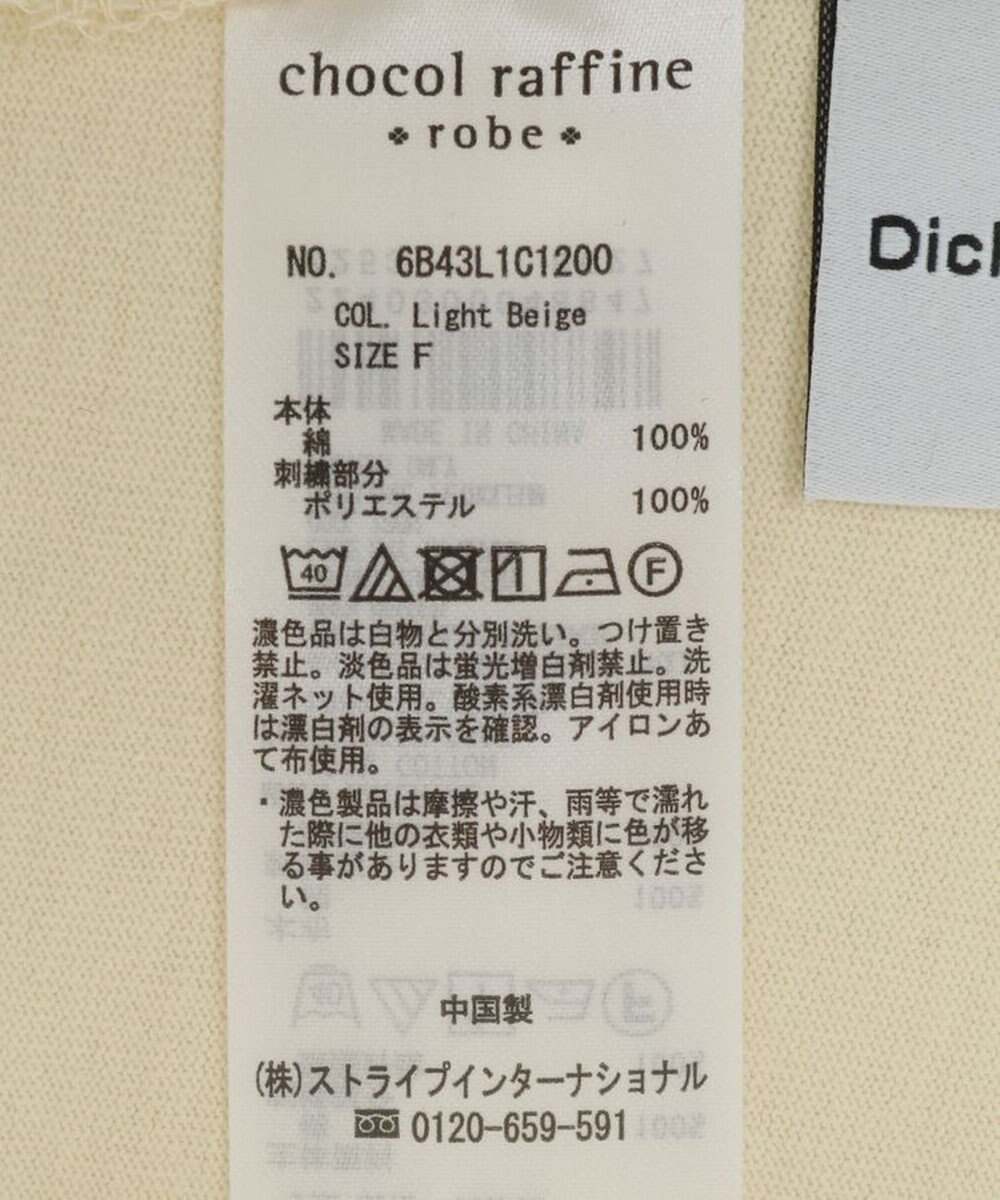 chocol raffine
robe
NO. 6B43L1C1200
COL. Light Beige
SIZE F
本体
綿 100%
刺繍部分
ポリエステル 100%
40
F
濃色品は白物と分別洗い。つけ置き
禁止。淡色品は蛍光増白剤禁止。洗
濯ネット使用。酸素系漂白剤使用時
は漂白剤の表示を確認。アイロンあ
て布使用。
・濃色製品は摩擦や汗、雨等で濡れ
た際に他の衣類や小物類に色が移
る事がありますのでご注意くださ
い。
中国製
(株)ストライプインターナショナル
0120-659-591
Dic